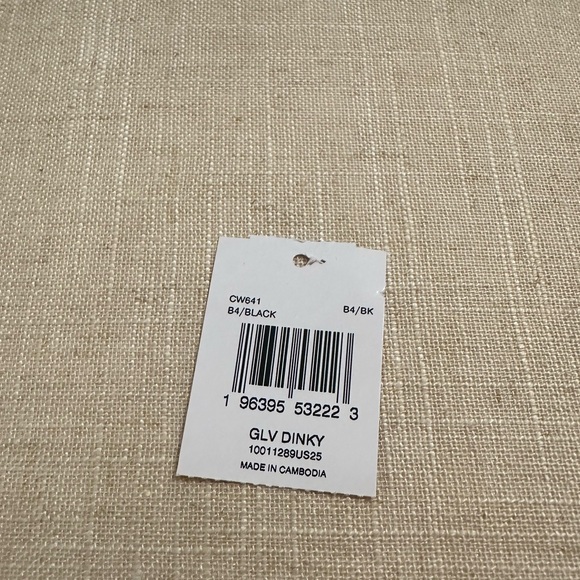 CW641
B4/BLACK B4/BK
1 96395 53222 3
GLV DINKY
10011289US25
MADE IN CAMBODIA